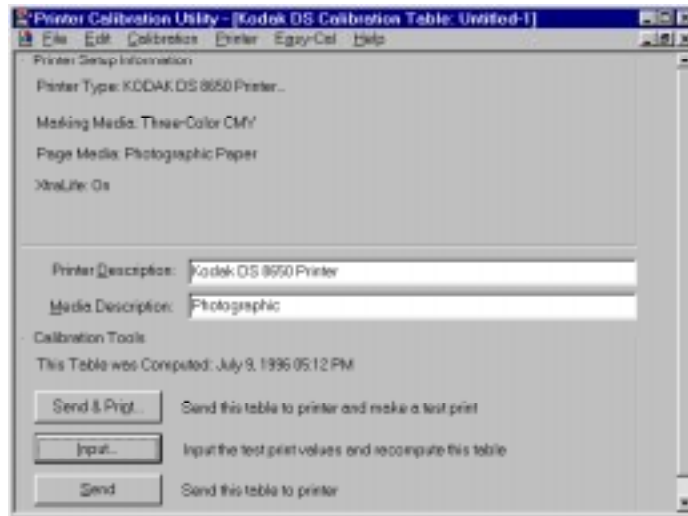 Printer Calibration Utility - [Kodak DS Calibration Table: Untitled-1]
File Edit Calibration Printer Egzy-Cal Help
Printer Setup Information
Printer Type: KODAK DS 8650 Printer...
Marking Media: Three-Color CMY
Page Media: Photographic Paper
XtraLife: On
Printer Description: Kodak DS 8650 Printer
Media Description: Photographic
Calibration Tools
This Table was Computed: July 9, 1996 05:12 PM
Send & Print... Send this table to printer and make a test print
Input... Input the test print values and recompute this table
Send Send this table to printer